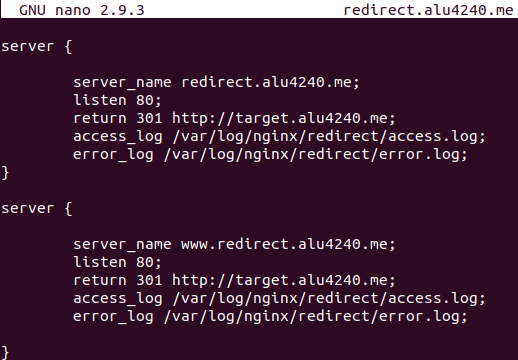 GNU nano 2.9.3 redirect.alu4240.me
server {
server_name redirect.alu4240.me;
listen 80;
return 301 http://target.alu4240.me;
access_log /var/log/nginx/redirect/access.log;
error_log /var/log/nginx/redirect/error.log;
}
server {
server_name www.redirect.alu4240.me;
listen 80;
return 301 http://target.alu4240.me;
access_log /var/log/nginx/redirect/access.log;
error_log /var/log/nginx/redirect/error.log;
}